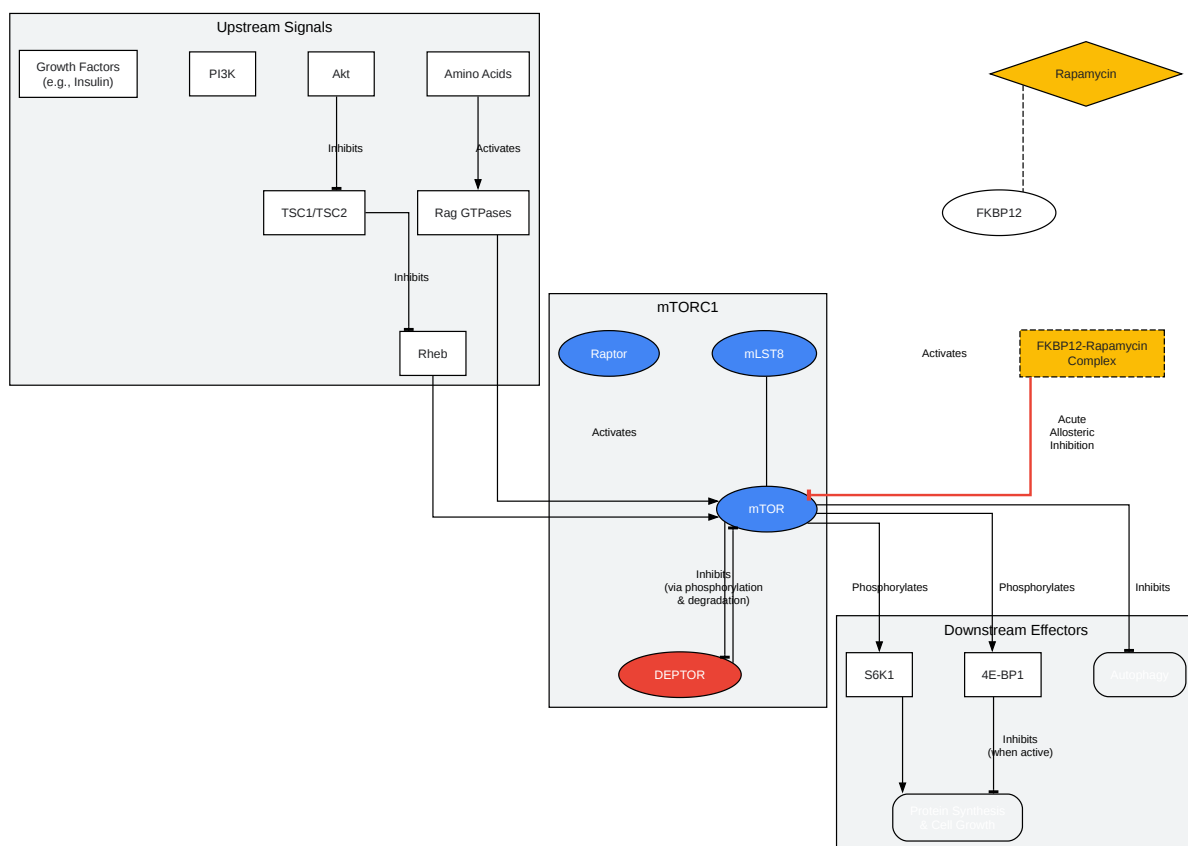 Upstream Signals
Growth Factors
(e.g., Insulin)
PI3K
Akt
Amino Acids
Rapamycin
Inhibits
Activates
TSC1/TSC2
Rag GTPases
FKBP12
Inhibits
mTORC1
Rheb
Raptor
mLST8
Activates
FKBP12-Rapamycin
Complex
Activates
Acute
Allosteric
Inhibition
mTOR
Inhibits
(via phosphorylation
& degradation)
Phosphorylates
Phosphorylates
Inhibits
Downstream Effectors
DEPTOR
S6K1
4E-BP1
Autophagy
Inhibits
(when active)
Protein Synthesis
& Cell Growth